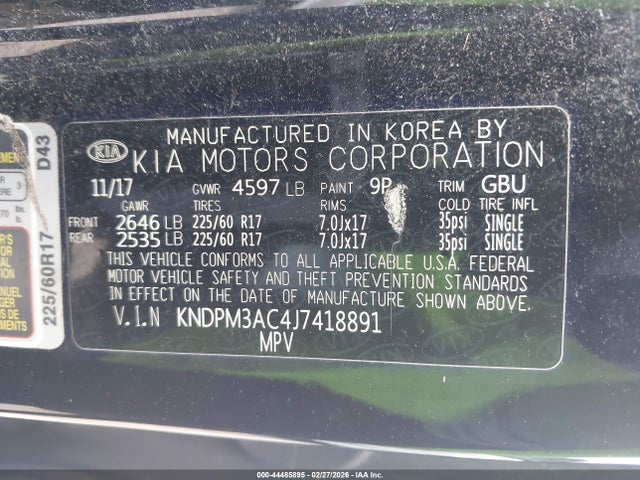 MANUFACTURED IN KOREA BY
KIA KIA MOTORS CORPORATION
11/17 GVWR 4597 LB PAINT 9P TRIM GBU
GAWR TIRES RIMS COLD TIRE INFL
FRONT 2646 LB 225/60 R17 7.0Jx17 35psi SINGLE
REAR 2535 LB 225/60 R17 7.0Jx17 35psi SINGLE
THIS VEHICLE CONFORMS TO ALL APPLICABLE U.S.A. FEDERAL
MOTOR VEHICLE SAFETY AND THEFT PREVENTION STANDARDS
IN EFFECT ON THE DATE OF MANUFACTURE SHOWN ABOVE.
V.I.N KNDPM3AC4J7418891
MPV
D43
225/60R17
000-44485895 - 02/27/2026 - IAA Inc.